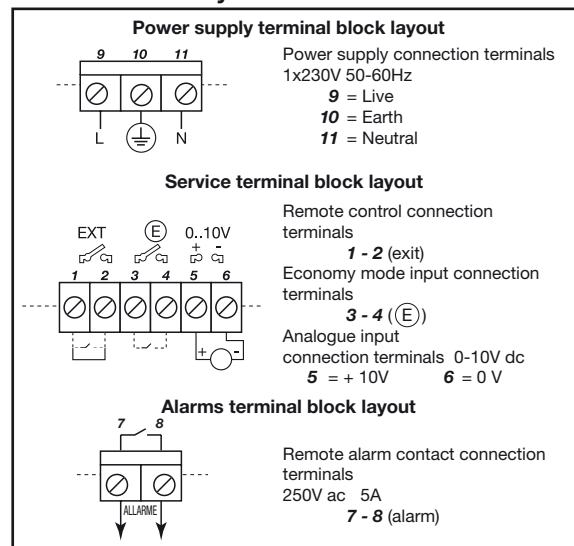 Power supply terminal block layout
9 10 11
L N
Power supply connection terminals
1x230V 50-60Hz
9 = Live
10 = Earth
11 = Neutral
Service terminal block layout
EXT E 0..10V
+ -
1 2 3 4 5 6
+ -
Remote control connection
terminals
1 - 2 (exit)
Economy mode input connection
terminals
3 - 4 (E)
Analogue input
connection terminals 0-10V dc
5 = + 10V 6 = 0 V
Alarms terminal block layout
7 8
ALLARME
Remote alarm contact connection
terminals
250V ac 5A
7 - 8 (alarm)